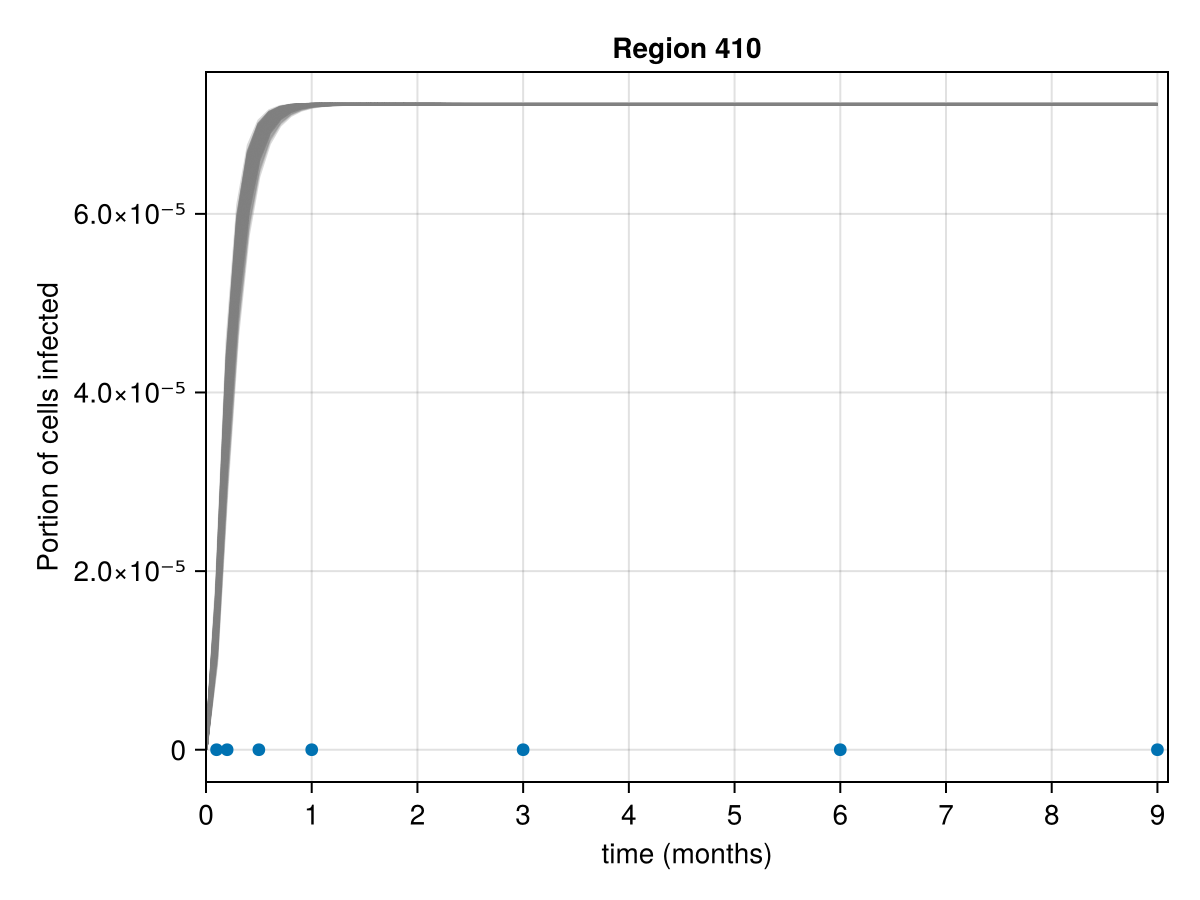 Region 410
Portion of cells infected
6.0×10⁻⁵
4.0×10⁻⁵
2.0×10⁻⁵
0
0 1 2 3 4 5 6 7 8 9
time (months)